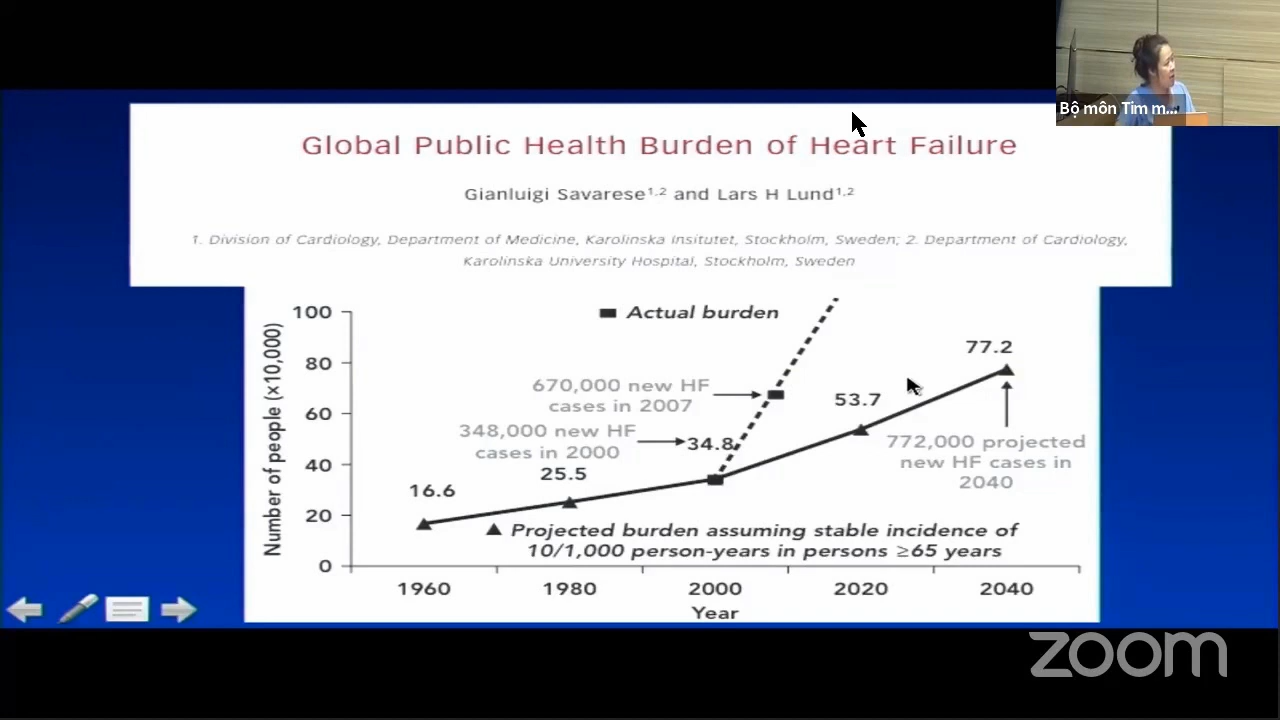 Bộ môn Tim m...
Global Public Health Burden of Heart Failure
Gianluigi Savarese1,2 and Lars H Lund1,2
1. Division of Cardiology, Department of Medicine, Karolinska Insitutet, Stockholm, Sweden; 2. Department of Cardiology,
Karolinska University Hospital, Stockholm, Sweden
Number of people (×10,000)
100
80
60
40
20
0
Actual burden
670,000 new HF
cases in 2007
348,000 new HF
cases in 2000
16.6
25.5
34.8
53.7
77.2
772,000 projected
new HF cases in
2040
Projected burden assuming stable incidence of
10/1,000 person-years in persons ≥65 years
1960
1980
2000
2020
2040
Year
zoom